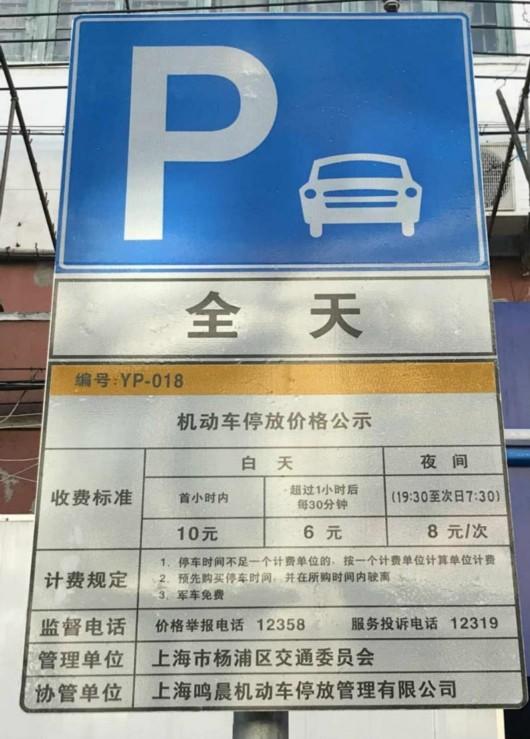 P
全天
编号:YP-018
机动车停放价格公示
收费标准
白天
夜间
首小时内
超过1小时后
每30分钟
(19:30至次日7:30)
10元
6 元
8 元/次
计费规定
1. 停车时间不足一个计费单位的, 按一个计费单位计算单位计费
2. 预先购买停车时间, 并在所购时间内驶离
3. 军车免费
监督电话
价格举报电话 12358
服务投诉电话 12319
管理单位
上海市杨浦区交通委员会
协管单位
上海鸣晨机动车停放管理有限公司